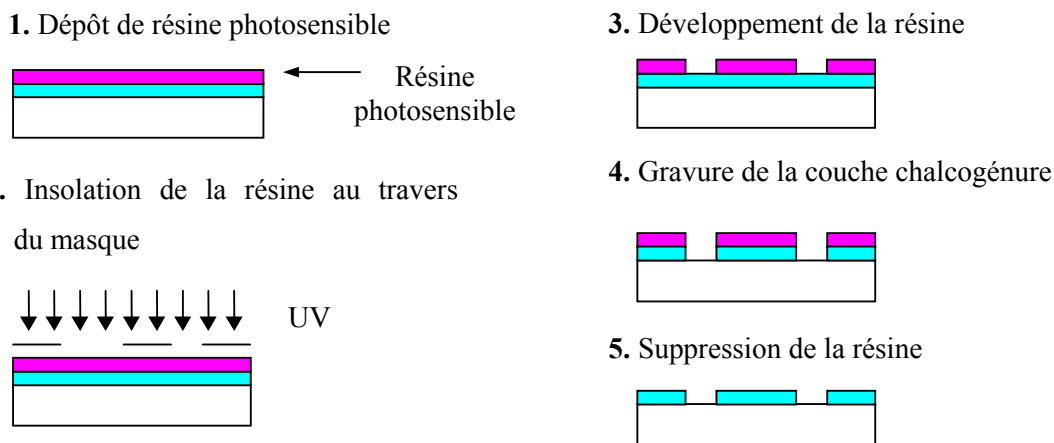 1. Dépôt de résine photosensible
Résine
photosensible
. Insolation de la résine au travers
du masque
UV
3. Développement de la résine
4. Gravure de la couche chalcogénure
5. Suppression de la résine